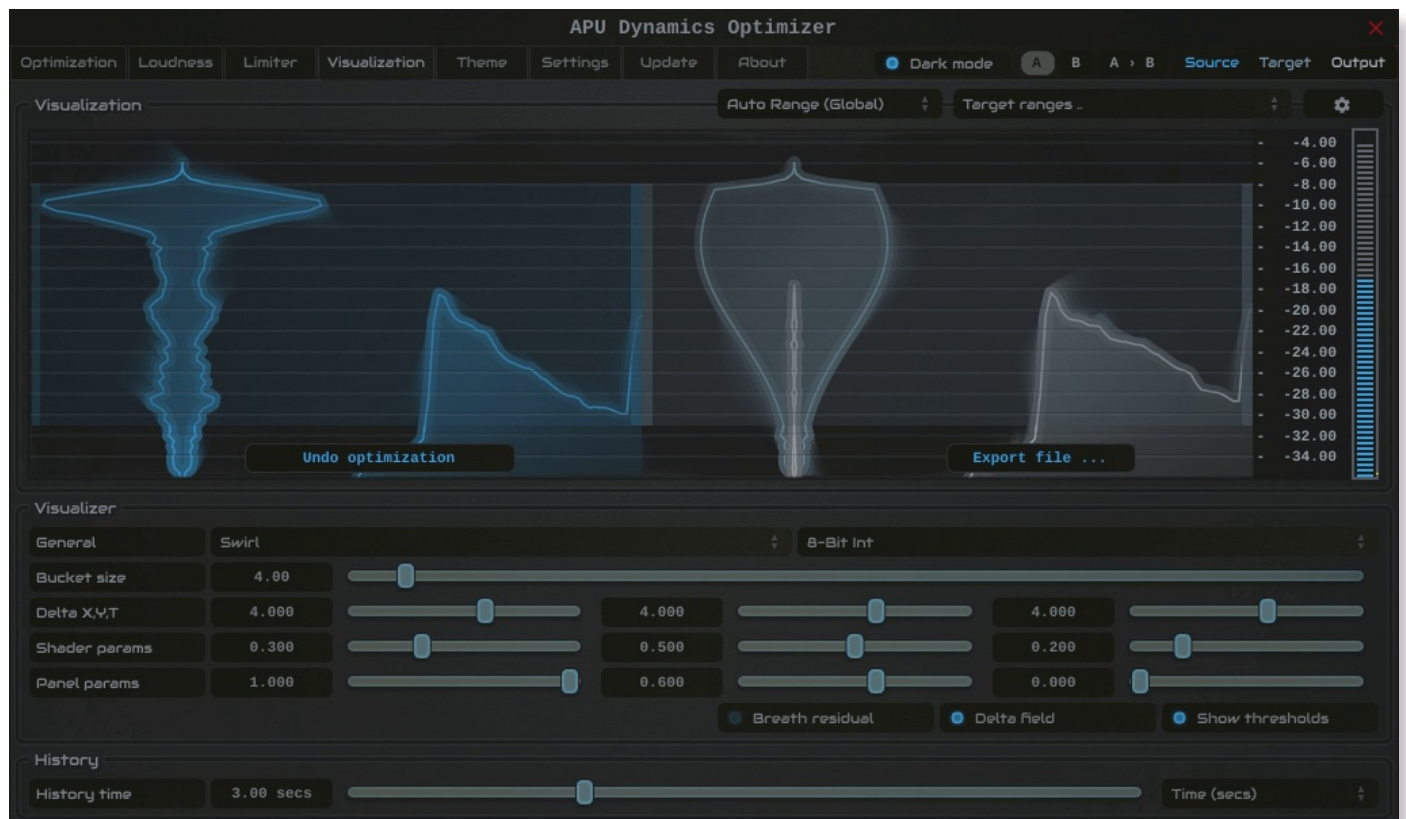 APU Dynamics Optimizer
Optimization Loudness Limiter Visualization Theme Settings Update About Dark mode A B A › B Source Target Output
Visualization Auto Range (Global) Target ranges ..
- -4.00
- -6.00
- -8.00
- -10.00
- -12.00
- -14.00
- -16.00
- -18.00
- -20.00
- -22.00
- -24.00
- -26.00
- -28.00
- -30.00
- -32.00
- -34.00
Undo optimization Export file ...
Visualizer
General Swirl 8-Bit Int
Bucket size 4.00
Delta X,Y,T 4.000 4.000 4.000
Shader params 0.300 0.500 0.200
Panel params 1.000 0.600 0.000
Breath residual Delta field Show thresholds
History
History time 3.00 secs Time (secs)